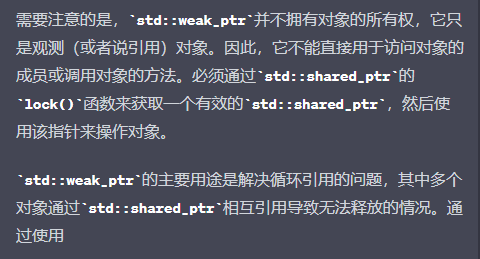 需要注意的是，`std::weak_ptr`并不拥有对象的所有权，它只
是观测（或者说引用）对象。因此，它不能直接用于访问对象的
成员或调用对象的方法。必须通过`std::shared_ptr`的
`lock()`函数来获取一个有效的`std::shared_ptr`，然后使
用该指针来操作对象。
`std::weak_ptr`的主要用途是解决循环引用的问题，其中多个
对象通过`std::shared_ptr`相互引用导致无法释放的情况。通
过使用